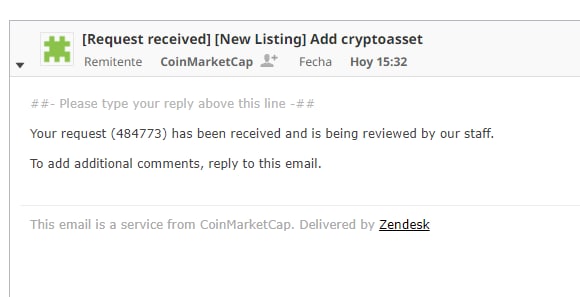 [Request received] [New Listing] Add cryptoasset
Remitente CoinMarketCap Fecha Hoy 15:32
##- Please type your reply above this line -##
Your request (484773) has been received and is being reviewed by our staff.
To add additional comments, reply to this email.
This email is a service from CoinMarketCap. Delivered by Zendesk